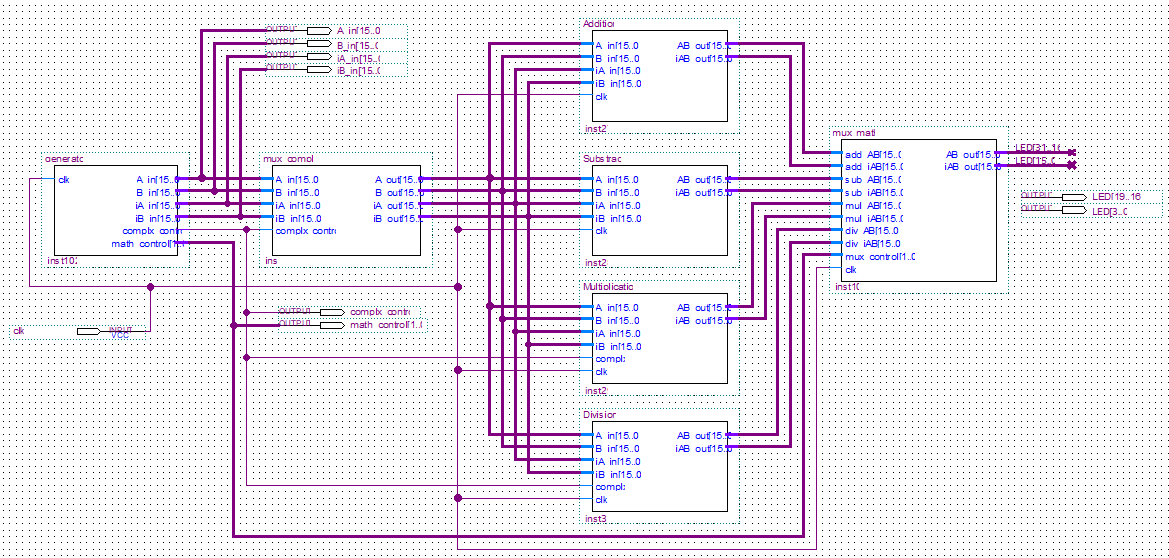 OUTPUT A_in[15..0
OUTPUT B_in[15..0
OUTPUT iA_in[15..0
OUTPUT iB_in[15..0
Addition
A_in[15..0 AB_out[15..0
B_in[15..0 iAB_out[15..0
iA_in[15..0
iB_in[15..0
clk
inst2
generato
clk A_in[15..0
B_in[15..0
iA_in[15..0
iB_in[15..0
complx_contr
math_control[1..
inst10
mux_compl
A_in[15..0 A_out[15..0
B_in[15..0 B_out[15..0
iA_in[15..0 iA_out[15..0
iB_in[15..0 iB_out[15..0
complx_contr
ins
Substrac
A_in[15..0 AB_out[15..0
B_in[15..0 iAB_out[15..0
iA_in[15..0
iB_in[15..0
clk
inst2
mux_matl
add_AB[15..0 AB_out[15..0
add_iAB[15..0 iAB_out[15..0
sub_AB[15..0
sub_iAB[15..0
mul_AB[15..0
mul_iAB[15..0
div_AB[15..0
div_iAB[15..0
mux_control[1..0
clk
inst10
LED[31..16
LED[15..0
OUTPUT LED[19..16
OUTPUT LED[3..0
clk INPUT
VCC
OUTPUT complx_contr
OUTPUT math_control[1..
Multiplicatio
A_in[15..0 AB_out[15..0
B_in[15..0 iAB_out[15..0
iA_in[15..0
iB_in[15..0
complx
clk
inst2
Division
A_in[15..0 AB_out[15..0
B_in[15..0 iAB_out[15..0
iA_in[15..0
iB_in[15..0
complx
clk
inst3